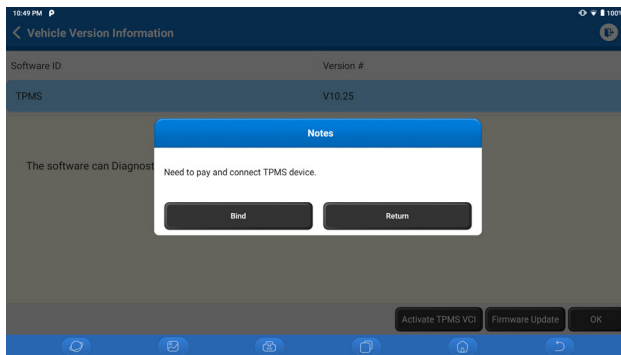 10:49 PM
100%
Vehicle Version Information
Software ID
Version #
TPMS
V10.25
Notes
The software can Diagnost
Need to pay and connect TPMS device.
Bind
Return
Activate TPMS VCI
Firmware Update
OK